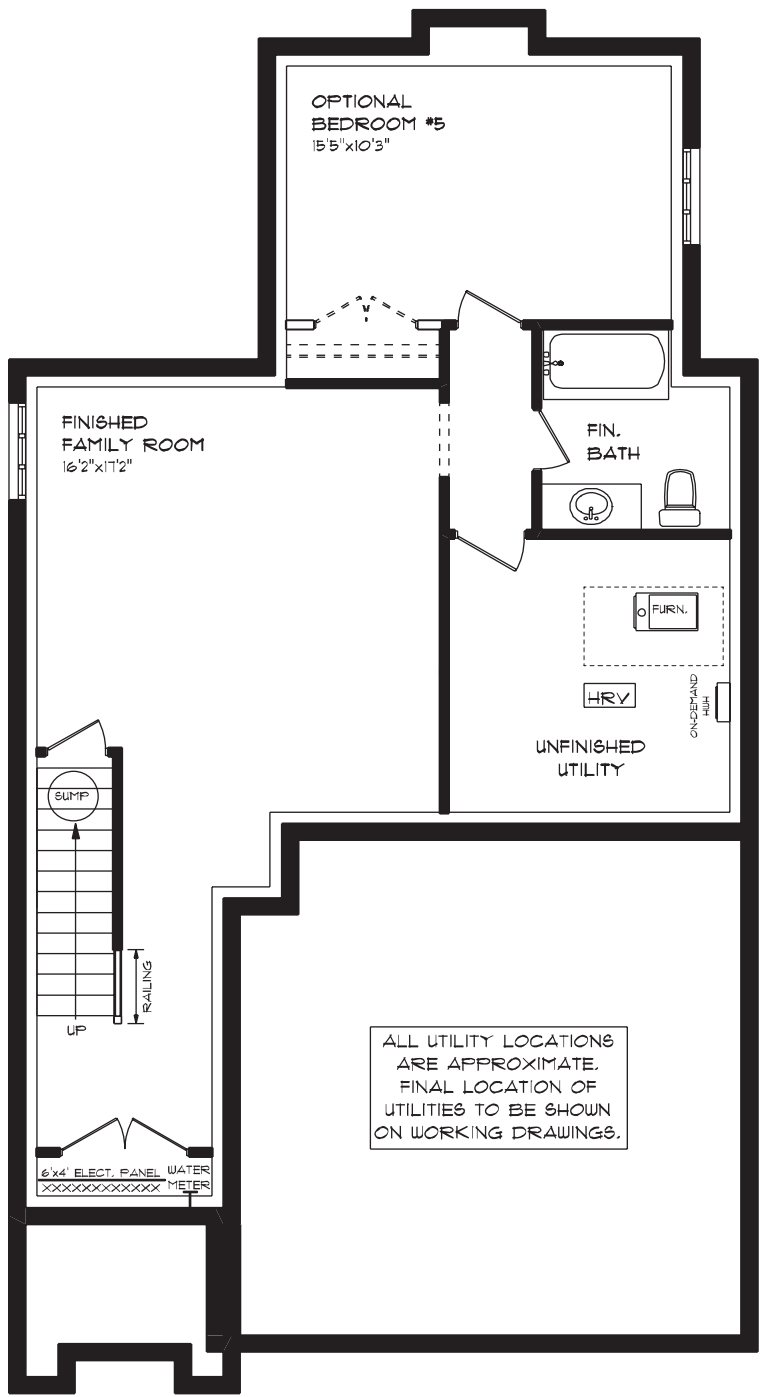 OPTIONAL
BEDROOM #5
15'5"x10'3"
FINISHED
FAMILY ROOM
16'2"x17'2"
FIN.
BATH
FURN.
HRV
ON-DEMAND
HWH
UNFINISHED
UTILITY
SUMP
RAILING
UP
ALL UTILITY LOCATIONS
ARE APPROXIMATE.
FINAL LOCATION OF
UTILITIES TO BE SHOWN
ON WORKING DRAWINGS.
6'x4' ELECT. PANEL
XXXXXXXXXXXX
WATER
METER